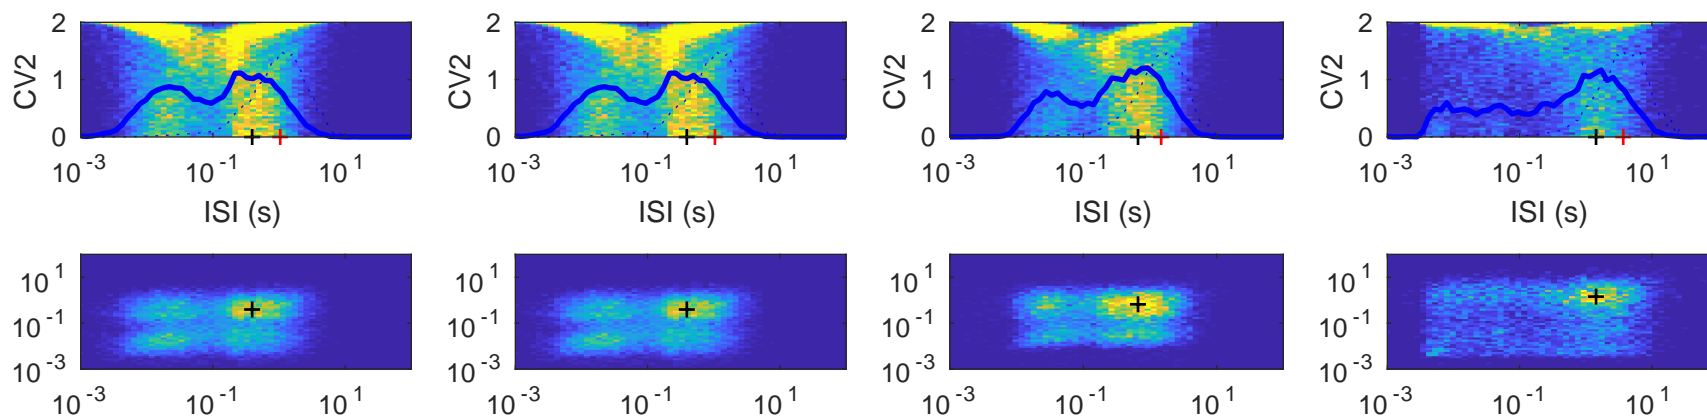 2 2 2 2
CV2 CV2 CV2 CV2
1 1 1 1
0 0 0 0
10^-3 10^-1 10^1 10^-3 10^-1 10^1 10^-3 10^-1 10^1 10^-3 10^-1 10^1
ISI (s) ISI (s) ISI (s) ISI (s)
10^1 10^1 10^1 10^1
10^-1 10^-1 10^-1 10^-1
10^-3 10^-3 10^-3 10^-3
10^-3 10^-1 10^1 10^-3 10^-1 10^1 10^-3 10^-1 10^1 10^-3 10^-1 10^1